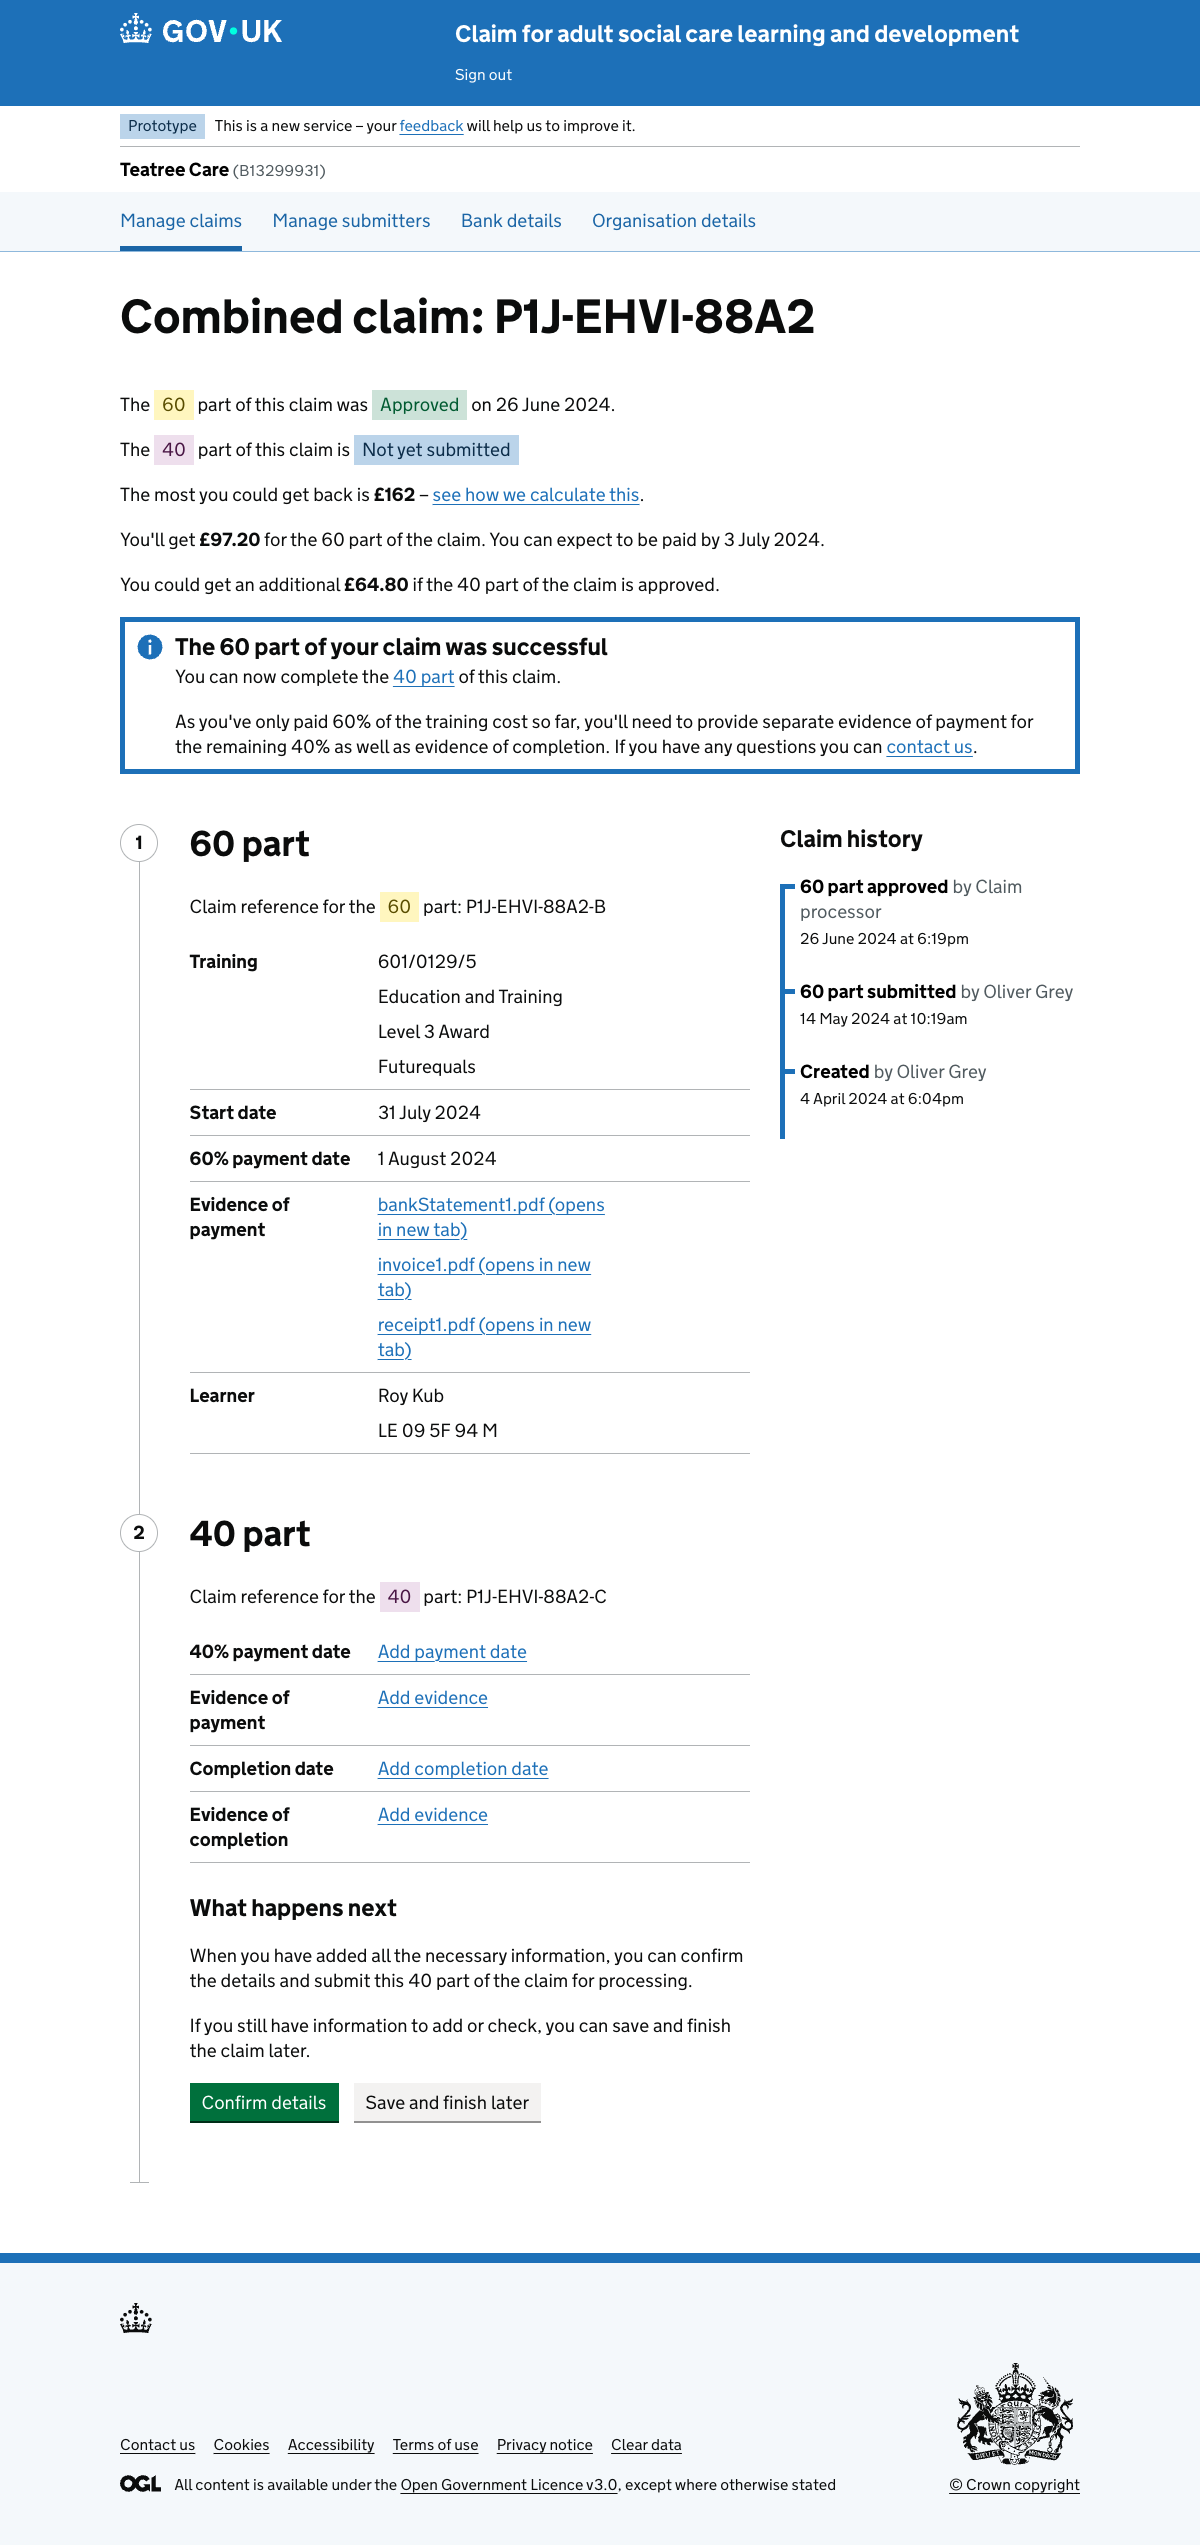 GOV•UK
Claim for adult social care learning and development
Sign out
Prototype This is a new service – your feedback will help us to improve it.
Teatree Care (B13299931)
Manage claims Manage submitters Bank details Organisation details
Combined claim: P1J-EHVI-88A2
The 60 part of this claim was Approved on 26 June 2024.
The 40 part of this claim is Not yet submitted
The most you could get back is £162 – see how we calculate this.
You'll get £97.20 for the 60 part of the claim. You can expect to be paid by 3 July 2024.
You could get an additional £64.80 if the 40 part of the claim is approved.
The 60 part of your claim was successful
You can now complete the 40 part of this claim.
As you've only paid 60% of the training cost so far, you'll need to provide separate evidence of payment for
the remaining 40% as well as evidence of completion. If you have any questions you can contact us.
1
60 part
Claim reference for the 60 part: P1J-EHVI-88A2-B
Training 601/0129/5
Education and Training
Level 3 Award
Futurequals
Start date 31 July 2024
60% payment date 1 August 2024
Evidence of
payment
bankStatement1.pdf (opens
in new tab)
invoice1.pdf (opens in new
tab)
receipt1.pdf (opens in new
tab)
Learner Roy Kub
LE 09 5F 94 M
Claim history
60 part approved by Claim
processor
26 June 2024 at 6:19pm
60 part submitted by Oliver Grey
14 May 2024 at 10:19am
Created by Oliver Grey
4 April 2024 at 6:04pm
2
40 part
Claim reference for the 40 part: P1J-EHVI-88A2-C
40% payment date Add payment date
Evidence of
payment
Add evidence
Completion date Add completion date
Evidence of
completion
Add evidence
What happens next
When you have added all the necessary information, you can confirm
the details and submit this 40 part of the claim for processing.
If you still have information to add or check, you can save and finish
the claim later.
Confirm details Save and finish later
Contact us Cookies Accessibility Terms of use Privacy notice Clear data
OGL All content is available under the Open Government Licence v3.0, except where otherwise stated
© Crown copyright